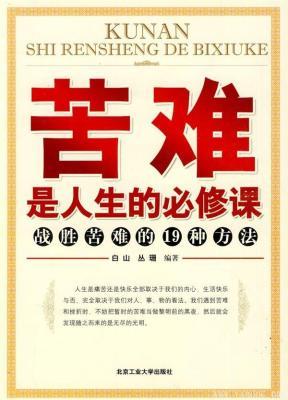 KUNAN
SHI RENSHENG DE BIXIUKE
苦难
是人生的必修课
战胜苦难的19种方法
白山 丛珊 编著
人生是痛苦还是快乐全部取决于我们的内心，生活快乐
与否，完全取决于我们对人、事、物的看法，我们遇到苦难
和挫折时，不妨把暂时的苦难当做黎明前的黑夜，然后就会
发现随之而来的是无尽的光明。
北京工业大学出版社